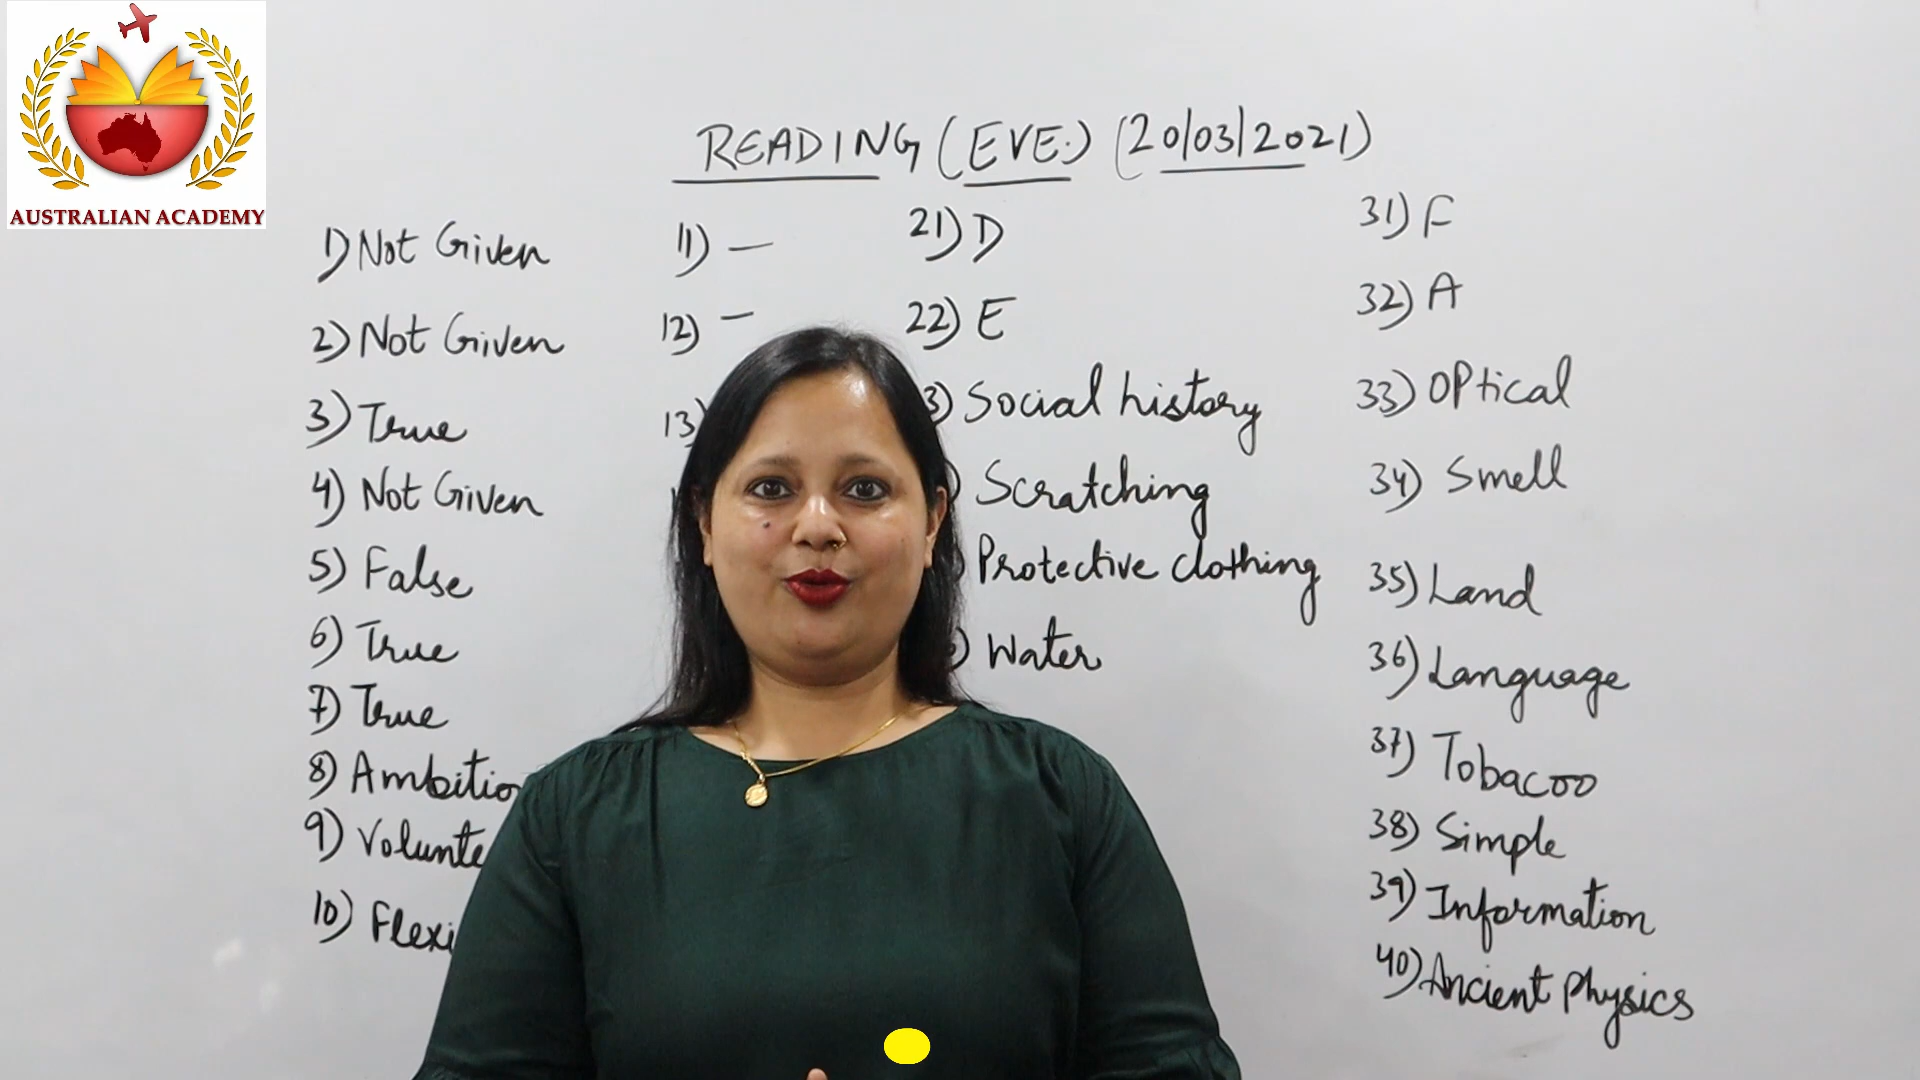 AUSTRALIAN ACADEMY
READING (EVE.) (20/03/2021)
1) Not Given
2) Not Given
3) True
4) Not Given
5) False
6) True
7) True
8)
9)
10)
11) —
12) —
13)
21) D
22) E
3) Social history
) Scratching
) Protective clothing
) Water
31) F
32) A
33) Optical
34) Smell
35) Land
36) Language
37) Tobacoo
38) Simple
39) Information
40) Ancient Physics